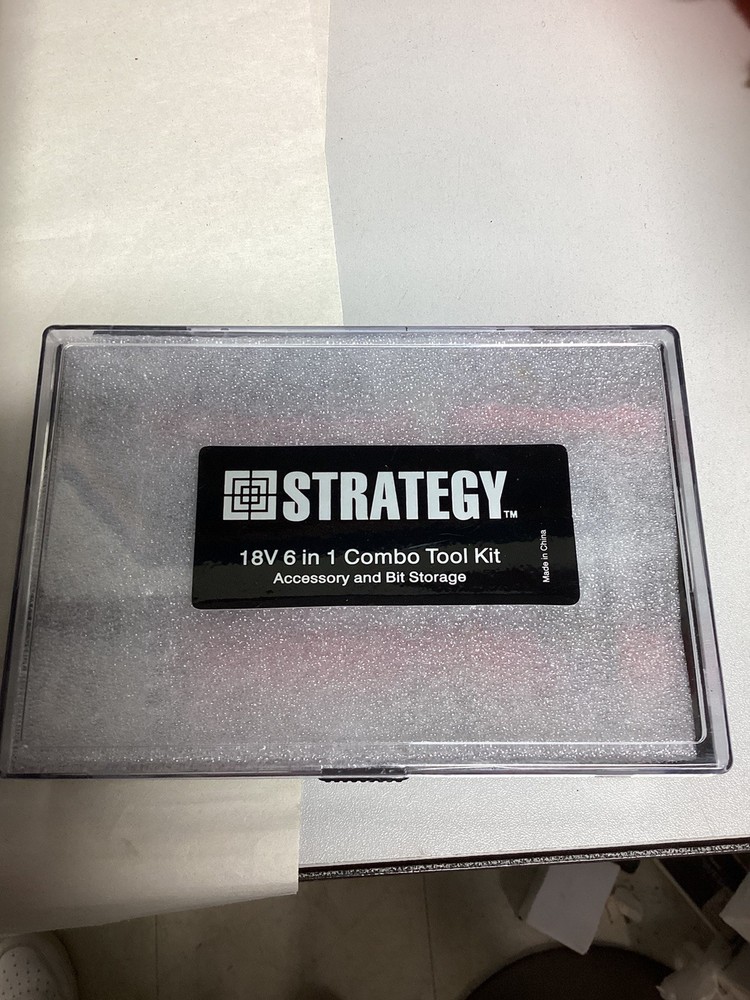 STRATEGY™
18V 6 in 1 Combo Tool Kit
Accessory and Bit Storage
Made in China